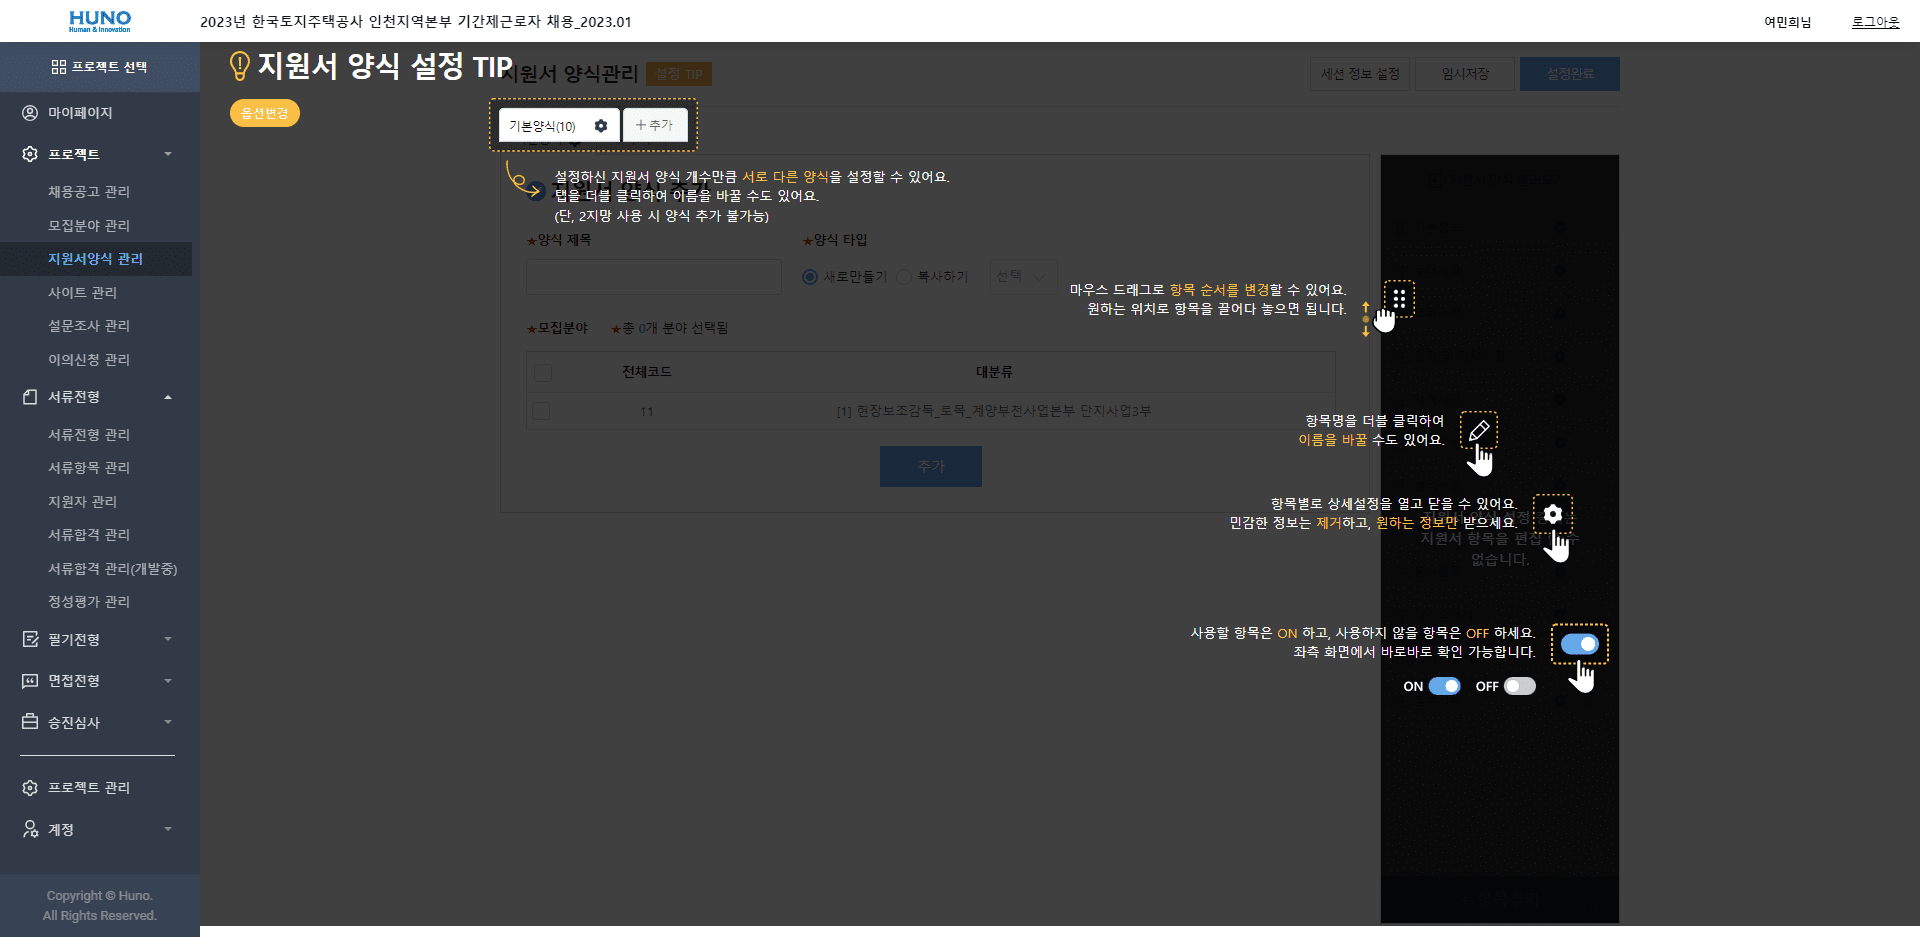 HUNO
Human & Innovation
2023년 한국토지주택공사 인천지역본부 기간제근로자 채용_2023.01
여민희님
로그아웃
프로젝트 선택
마이페이지
프로젝트
채용공고 관리
모집분야 관리
지원서양식 관리
사이트 관리
설문조사 관리
이의신청 관리
서류전형
서류전형 관리
서류항목 관리
지원자 관리
서류합격 관리
서류합격 관리(개발중)
정성평가 관리
필기전형
면접전형
승진심사
프로젝트 관리
계정
Copyright © Huno.
All Rights Reserved.
지원서 양식 설정 TIP
지원서 양식관리
설정 TIP
세션 정보 설정
임시저장
설정완료
옵션변경
기본양식(10)
+추가
설정하신 지원서 양식 개수만큼 서로 다른 양식을 설정할 수 있어요.
탭을 더블 클릭하여 이름을 바꿀 수도 있어요.
(단, 2지망 사용 시 양식 추가 불가능)
지원서 양식 추가
★양식 제목
★양식 타입
새로만들기
복사하기
선택
★모집분야
★총 0개 분야 선택됨
전체코드
대분류
11
[1] 현장보조감독_토목_계양부천사업본부 단지사업3부
추가
마우스 드래그로 항목 순서를 변경할 수 있어요.
원하는 위치로 항목을 끌어다 놓으면 됩니다.
항목명을 더블 클릭하여
이름을 바꿀 수도 있어요.
항목별로 상세설정을 열고 닫을 수 있어요.
민감한 정보는 제거하고, 원하는 정보만 받으세요.
지원서 양식 설정
지원서 항목을 편집
수
없습니다.
사용할 항목은 ON 하고, 사용하지 않을 항목은 OFF 하세요.
좌측 화면에서 바로바로 확인 가능합니다.
ON
OFF